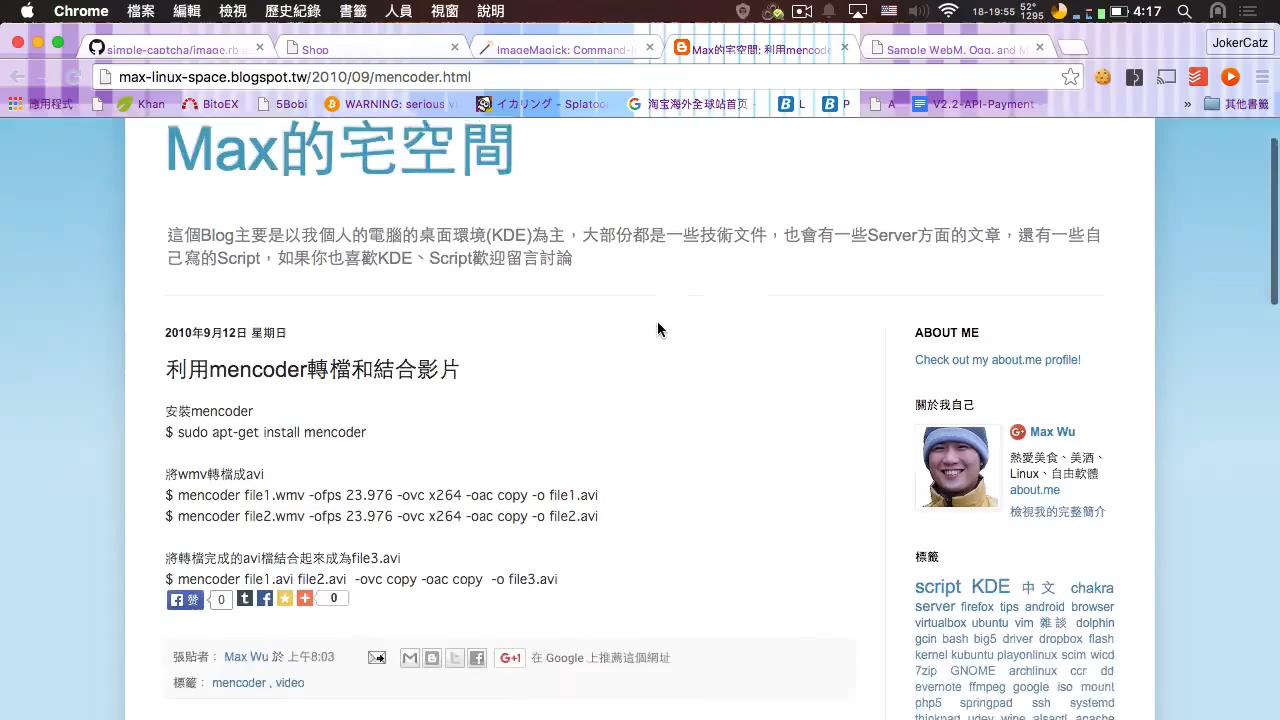 Chrome 檔案 編輯 檢視 歷史紀錄 書籤 人員 視窗 說明 18-19:55 52° 1295 4:17
simple-captcha/image.rb Shop ImageMagick: Command- Max的宅空間: 利用mencode Sample WebM, Ogg, and M JokerCatz
max-linux-space.blogspot.tw/2010/09/mencoder.html
應用程式 Khan BitoEX 5Bobi WARNING: serious v イカリング - Splatoo 淘宝海外全球站首页 L P A V2.2-API-Payment » 其他書籤
Max的宅空間
這個Blog主要是以我個人的電腦的桌面環境(KDE)為主，大部份都是一些技術文件，也會有一些Server方面的文章，還有一些自
己寫的Script，如果你也喜歡KDE、Script歡迎留言討論
2010年9月12日 星期日
利用mencoder轉檔和結合影片
安裝mencoder
$ sudo apt-get install mencoder
將wmv轉檔成avi
$ mencoder file1.wmv -ofps 23.976 -ovc x264 -oac copy -o file1.avi
$ mencoder file2.wmv -ofps 23.976 -ovc x264 -oac copy -o file2.avi
將轉檔完成的avi檔結合起來成為file3.avi
$ mencoder file1.avi file2.avi -ovc copy -oac copy -o file3.avi
赞 0 0
張貼者： Max Wu 於 上午8:03 G+1 在 Google 上推薦這個網址
標籤： mencoder , video
ABOUT ME
Check out my about.me profile!
關於我自己
Max Wu
熱愛美食、美酒、
Linux、自由軟體
about.me
檢視我的完整簡介
標籤
script KDE 中文 chakra
server firefox tips android browser
virtualbox ubuntu vim 雜談 dolphin
gcin bash big5 driver dropbox flash
kernel kubuntu playonlinux scim wicd
7zip GNOME archlinux ccr dd
evernote ffmpeg google iso mount
php5 springpad ssh systemd
thinkpad udev wine alsactl apache